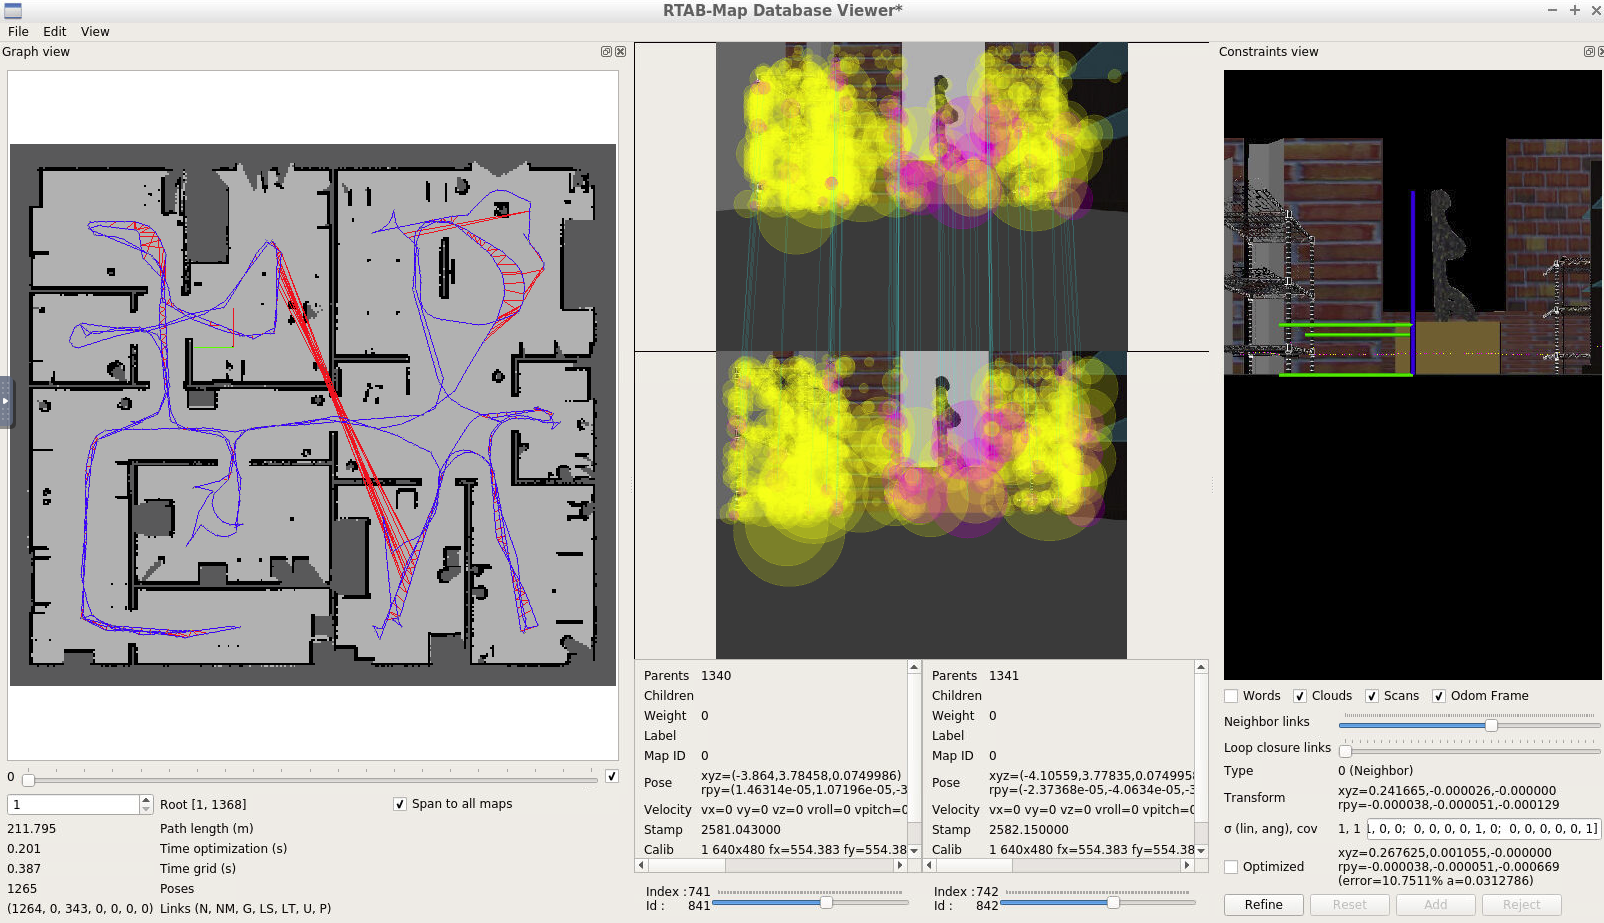 RTAB-Map Database Viewer*
File Edit View
Graph view
Constraints view
0
1 Root [1, 1368] Span to all maps
211.795 Path length (m)
0.201 Time optimization (s)
0.387 Time grid (s)
1265 Poses
(1264, 0, 343, 0, 0, 0, 0) Links (N, NM, G, LS, LT, U, P)
Parents 1340
Children
Weight 0
Label
Map ID 0
Pose xyz=(-3.864,3.78458,0.0749986)
rpy=(1.46314e-05,1.07196e-05,-3
Velocity vx=0 vy=0 vz=0 vroll=0 vpitch=0
Stamp 2581.043000
Calib 1 640x480 fx=554.383 fy=554.38
Index :741
Id : 841
Parents 1341
Children
Weight 0
Label
Map ID 0
Pose xyz=(-4.10559,3.77835,0.0749958
rpy=(-2.37368e-05,-4.0634e-05,-3
Velocity vx=0 vy=0 vz=0 vroll=0 vpitch=0
Stamp 2582.150000
Calib 1 640x480 fx=554.383 fy=554.38
Index :742
Id : 842
Words Clouds Scans Odom Frame
Neighbor links
Loop closure links
Type 0 (Neighbor)
Transform xyz=0.241665,-0.000026,-0.000000
rpy=-0.000038,-0.000051,-0.000129
σ (lin, ang), cov 1, 1 1, 0, 0; 0, 0, 0, 0, 1, 0; 0, 0, 0, 0, 0, 1]
Optimized xyz=0.267625,0.001055,-0.000000
rpy=-0.000038,-0.000051,-0.000669
(error=10.7511% a=0.0312786)
Refine Reset Add Reject